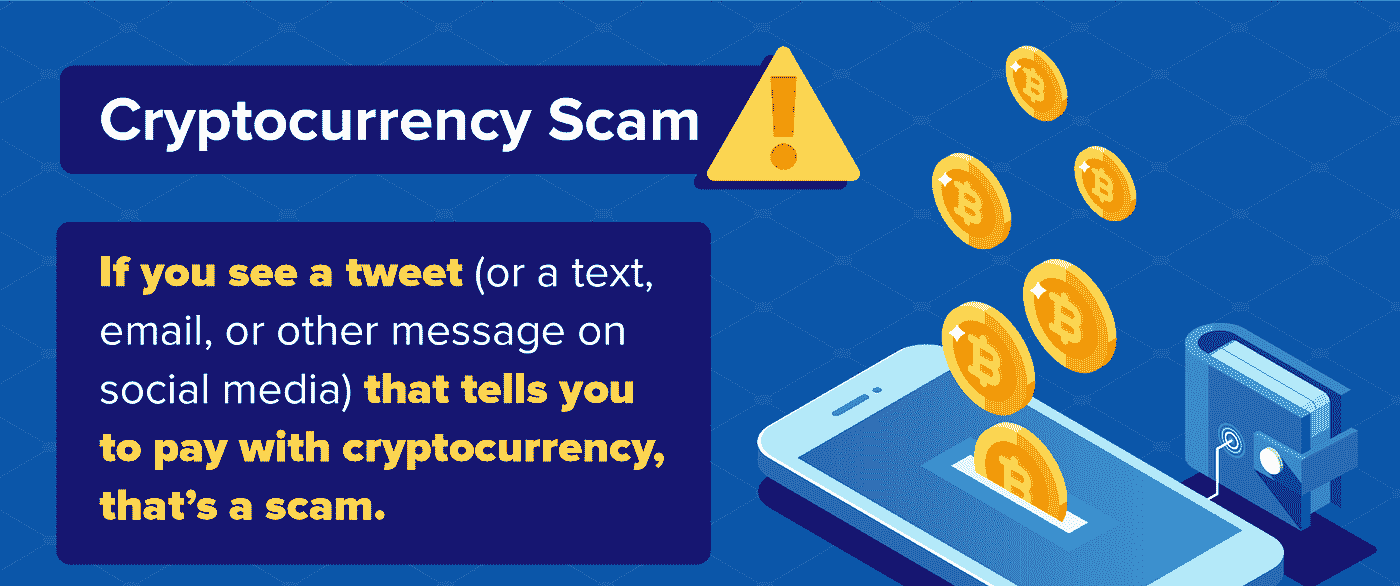 Cryptocurrency Scam
If you see a tweet (or a text,
email, or other message on
social media) that tells you
to pay with cryptocurrency,
that’s a scam.